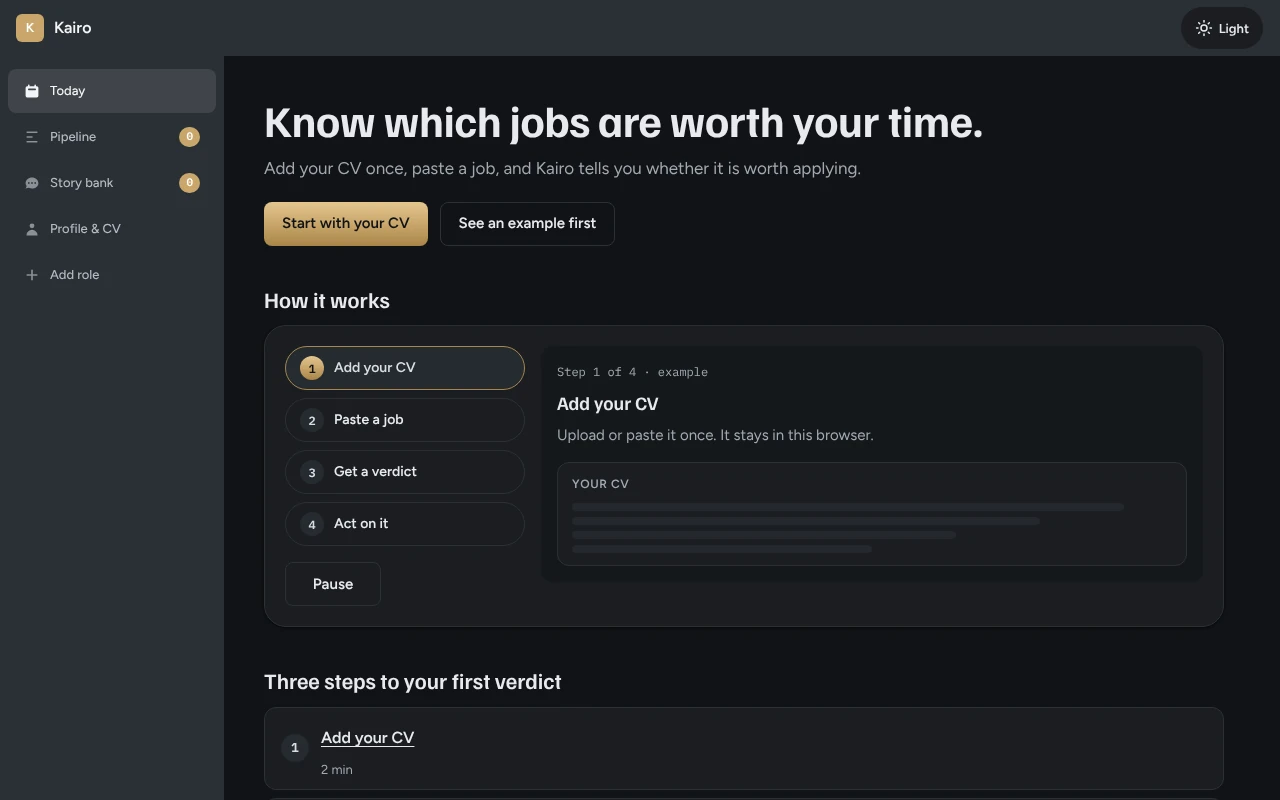 K Kairo
Light
Today
Pipeline 0
Story bank 0
Profile & CV
Add role
Know which jobs are worth your time.
Add your CV once, paste a job, and Kairo tells you whether it is worth applying.
Start with your CV
See an example first
How it works
1 Add your CV
2 Paste a job
3 Get a verdict
4 Act on it
Pause
Step 1 of 4 · example
Add your CV
Upload or paste it once. It stays in this browser.
YOUR CV
Three steps to your first verdict
1 Add your CV
2 min